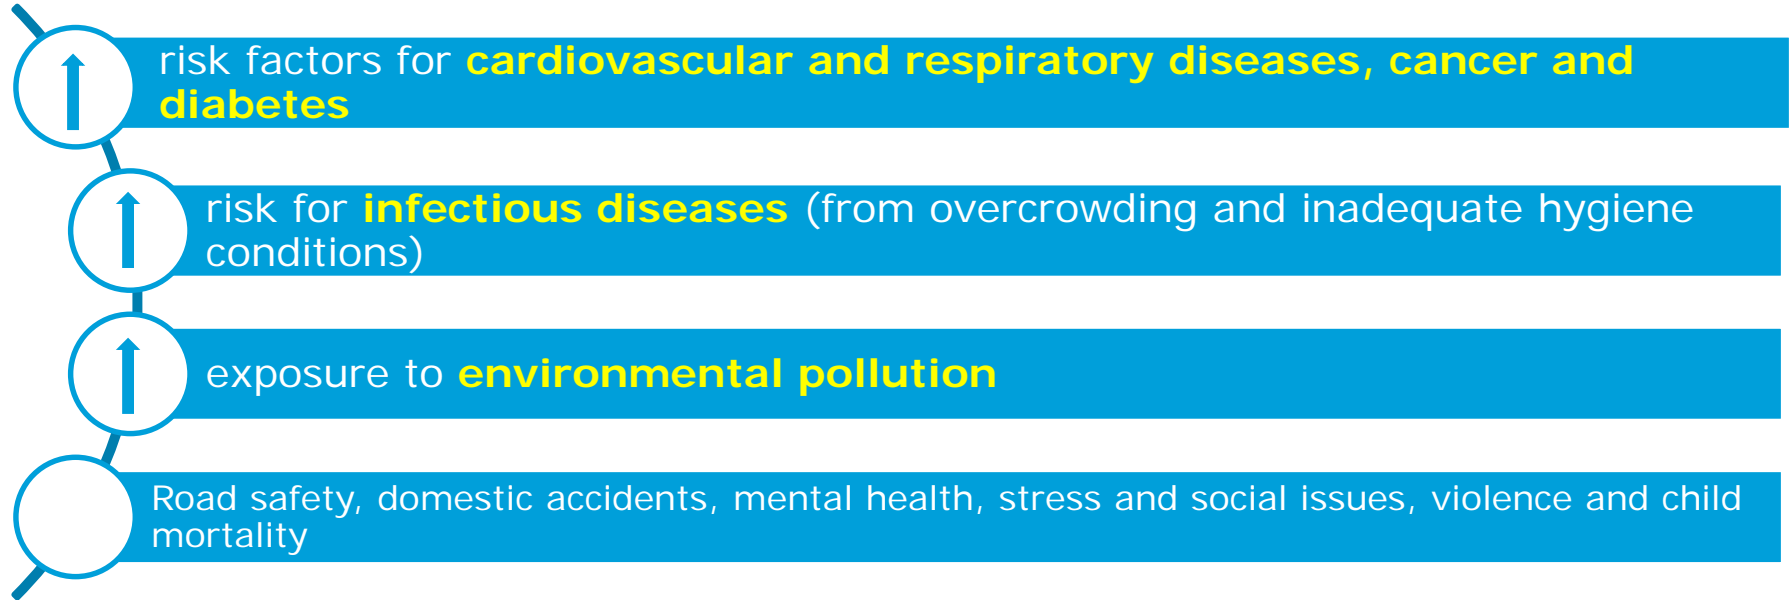 risk factors for cardiovascular and respiratory diseases, cancer and
diabetes
risk for infectious diseases (from overcrowding and inadequate hygiene
conditions)
exposure to environmental pollution
Road safety, domestic accidents, mental health, stress and social issues, violence and child
mortality